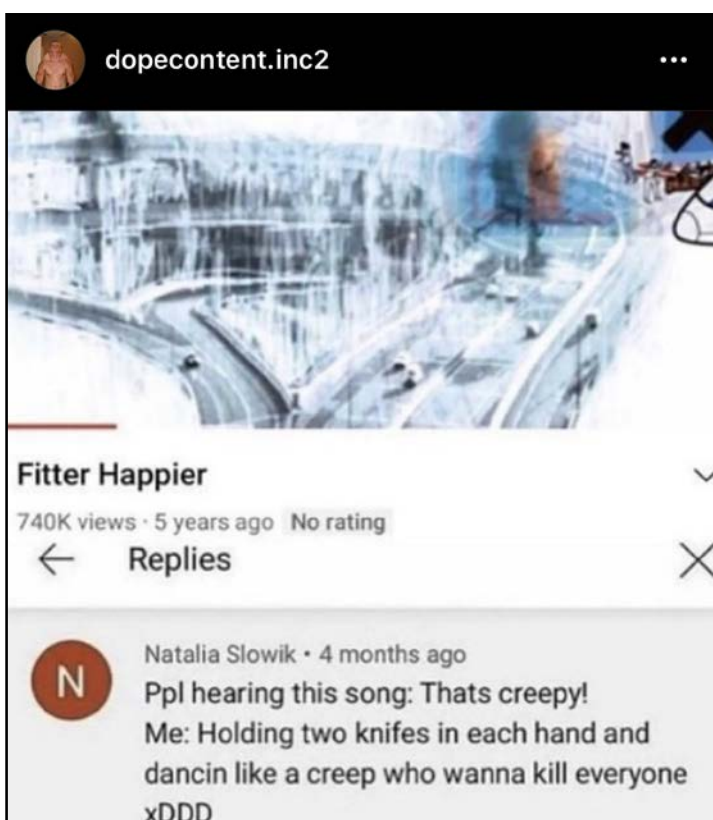 dopecontent.inc2
Fitter Happier
740K views · 5 years ago No rating
Replies
N
Natalia Slowik • 4 months ago
Ppl hearing this song: Thats creepy!
Me: Holding two knifes in each hand and
dancin like a creep who wanna kill everyone
xDDD